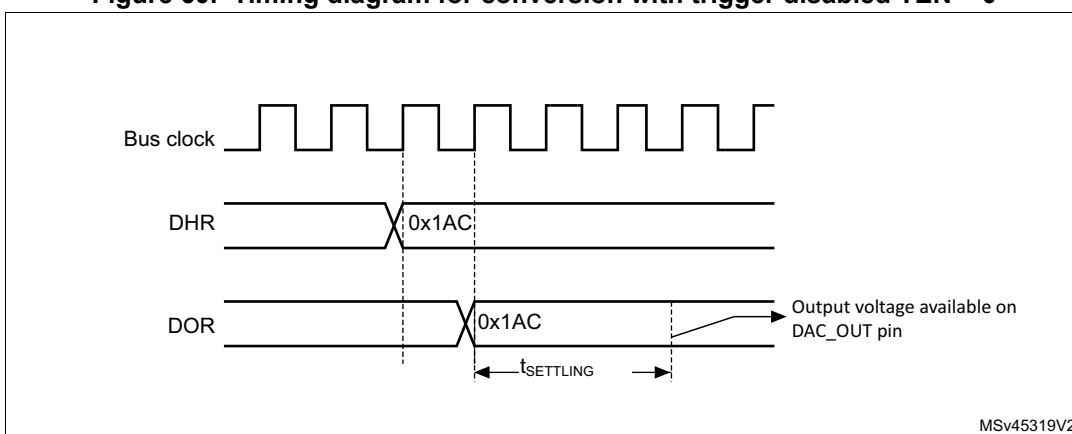 Bus clock
DHR
0x1AC
DOR
0x1AC
Output voltage available on
DAC_OUT pin
tSETTLING
MSv45319V2